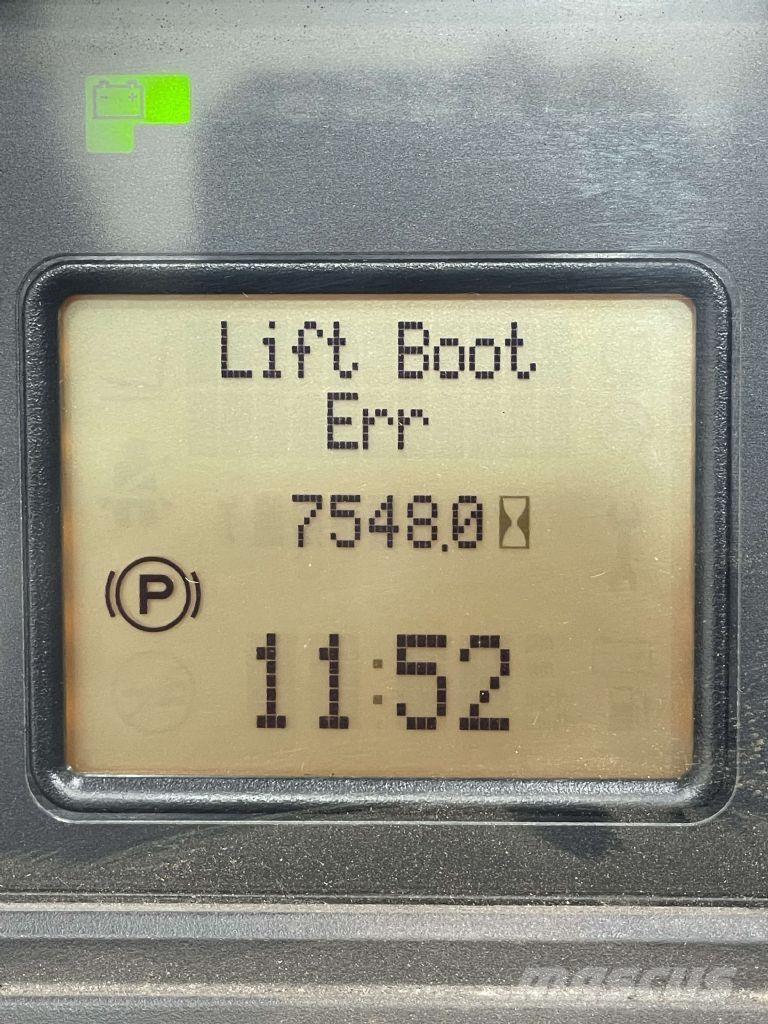 Lift Boot
Err
7548.0
P
11:52
mascus